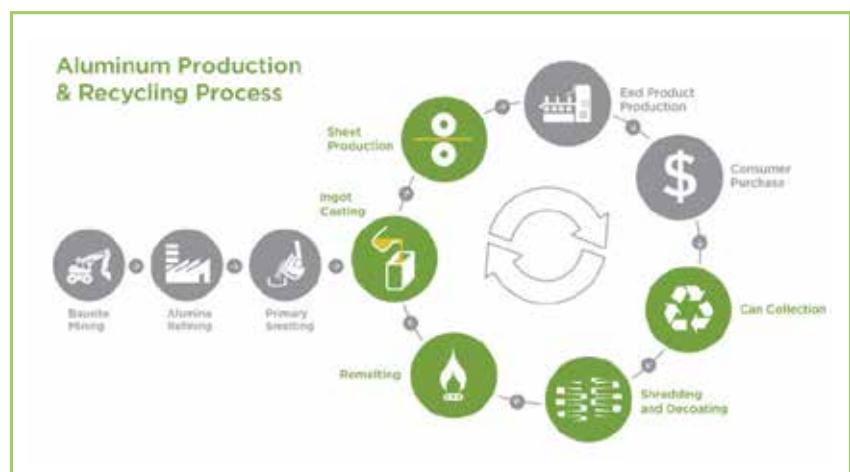 Aluminum Production
& Recycling Process
End Product
Production
Sheet
Production
$
Consumer
Purchase
Ingot
Casting
Bauxite
Mining
Alumina
Refining
Primary
Smelting
Can Collection
Remelting
Shredding
and Decoating